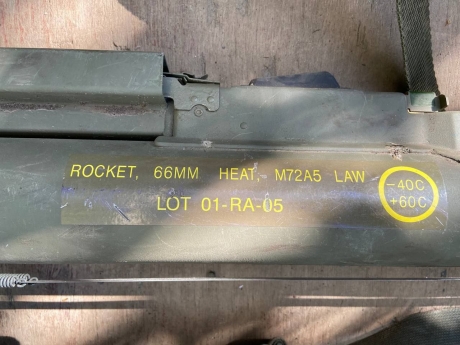 ROCKET, 66MM HEAT, M72A5 LAW
LOT 01-RA-05
-40C
+60C